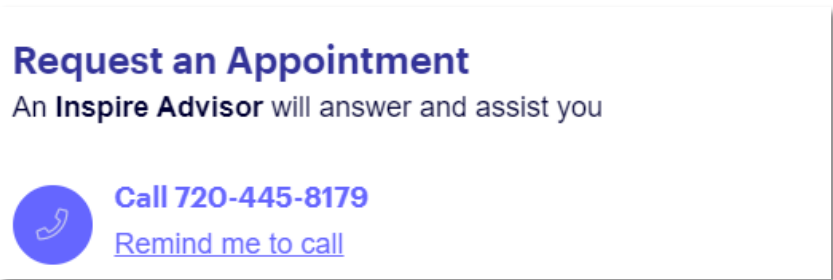 Request an Appointment
An Inspire Advisor will answer and assist you
Call 720-445-8179
Remind me to call